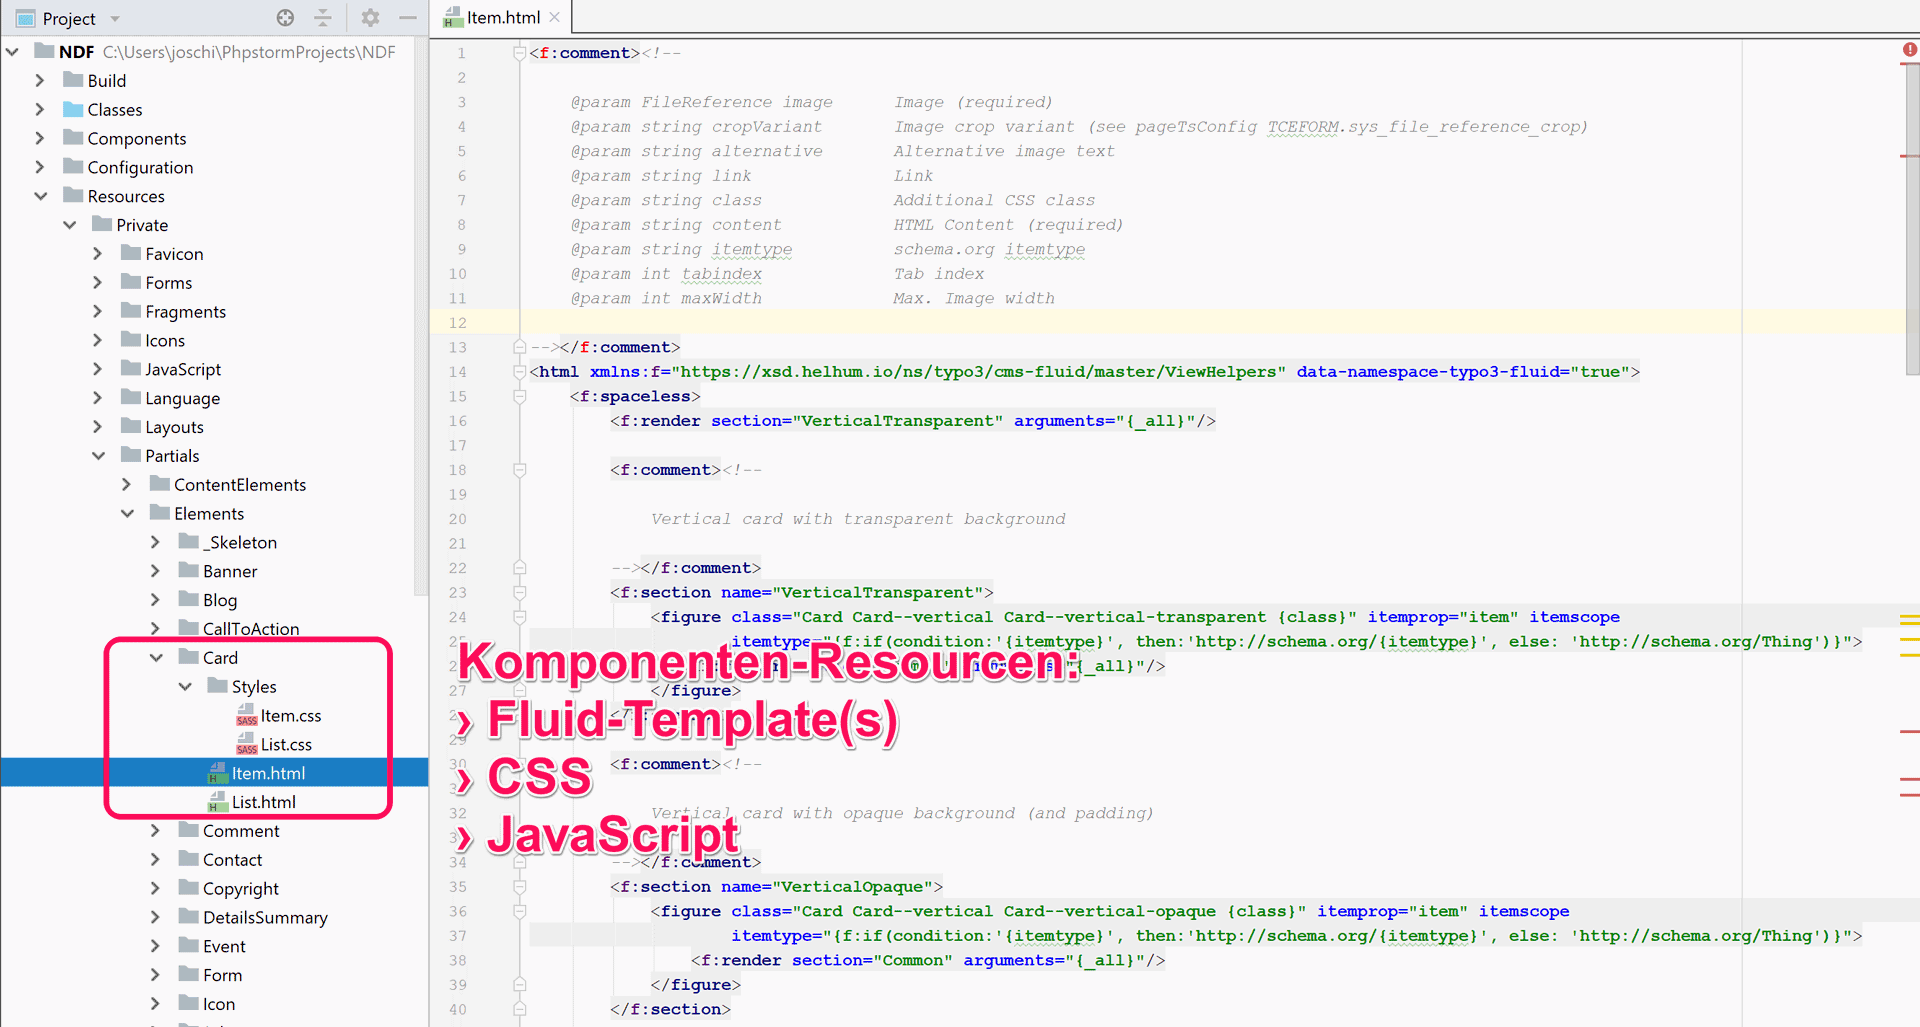 Project
NDF C:\Users\joschi\PhpstormProjects\NDF
Build
Classes
Components
Configuration
Resources
Private
Favicon
Forms
Fragments
Icons
JavaScript
Language
Layouts
Partials
ContentElements
Elements
_Skeleton
Banner
Blog
CallToAction
Card
Styles
SASS Item.css
SASS List.css
H Item.html
H List.html
Comment
Contact
Copyright
DetailsSummary
Event
Form
Icon
H Item.html
1 <f:comment><!--
2
3 @param FileReference image Image (required)
4 @param string cropVariant Image crop variant (see pageTsConfig TCEFORM.sys_file_reference_crop)
5 @param string alternative Alternative image text
6 @param string link Link
7 @param string class Additional CSS class
8 @param string content HTML Content (required)
9 @param string itemtype schema.org itemtype
10 @param int tabindex Tab index
11 @param int maxWidth Max. Image width
12
13 --></f:comment>
14 <html xmlns:f="https://xsd.helhum.io/ns/typo3/cms-fluid/master/ViewHelpers" data-namespace-typo3-fluid="true">
15 <f:spaceless>
16 <f:render section="VerticalTransparent" arguments="{_all}"/>
17
18 <f:comment><!--
19
20 Vertical card with transparent background
21
22 --></f:comment>
23 <f:section name="VerticalTransparent">
24 <figure class="Card Card--vertical Card--vertical-transparent {class}" itemprop="item" itemscope
25 itemtype="{f:if(condition:'{itemtype}', then:'http://schema.org/{itemtype}', else: 'http://schema.org/Thing')}">
"{_all}"/>
Komponenten-Resourcen:
27 </figure>
› Fluid-Template(s)
29
30 <f:comment><!--
› CSS
32 Vertical card with opaque background (and padding)
› JavaScript
34 --></f:comment>
35 <f:section name="VerticalOpaque">
36 <figure class="Card Card--vertical Card--vertical-opaque {class}" itemprop="item" itemscope
37 itemtype="{f:if(condition:'{itemtype}', then:'http://schema.org/{itemtype}', else: 'http://schema.org/Thing')}">
38 <f:render section="Common" arguments="{_all}"/>
39 </figure>
40 </f:section>